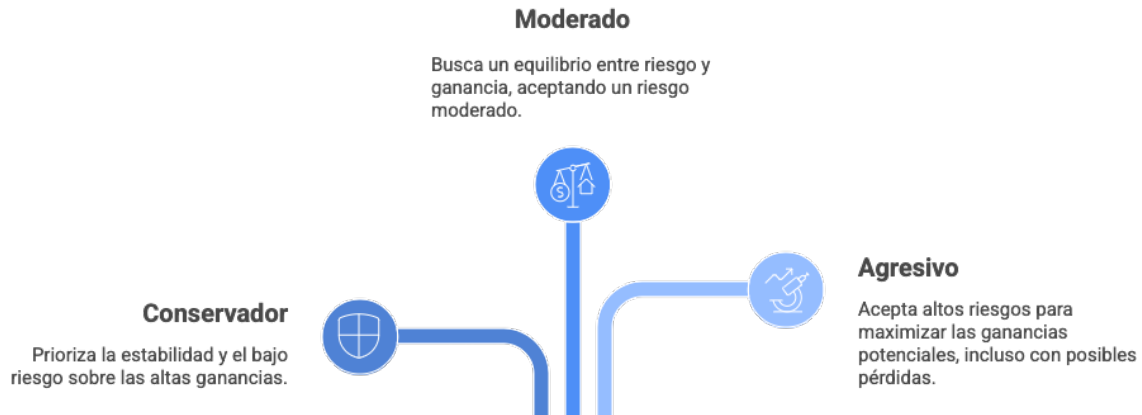 Moderado
Busca un equilibrio entre riesgo y
ganancia, aceptando un riesgo
moderado.
Agresivo
Acepta altos riesgos para
maximizar las ganancias
potenciales, incluso con posibles
pérdidas.
Conservador
Prioriza la estabilidad y el bajo
riesgo sobre las altas ganancias.